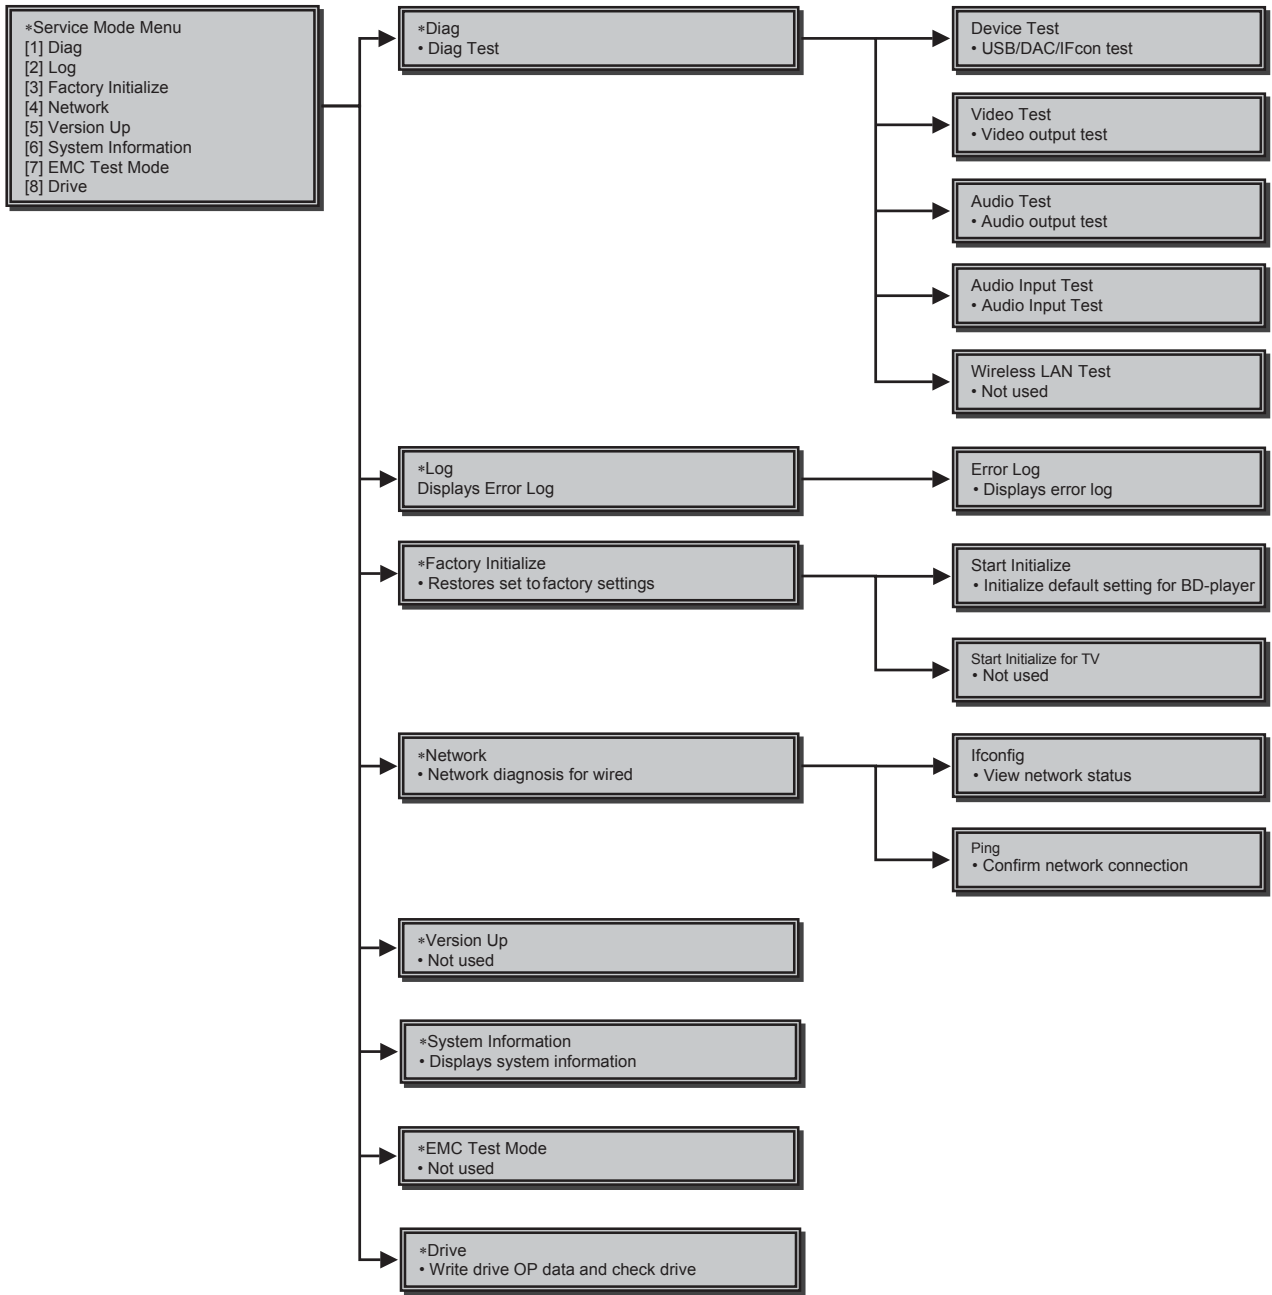 *Service Mode Menu
[1] Diag
[2] Log
[3] Factory Initialize
[4] Network
[5] Version Up
[6] System Information
[7] EMC Test Mode
[8] Drive
*Diag
• Diag Test
Device Test
• USB/DAC/IFcon test
Video Test
• Video output test
Audio Test
• Audio output test
Audio Input Test
• Audio Input Test
Wireless LAN Test
• Not used
*Log
Displays Error Log
Error Log
• Displays error log
*Factory Initialize
• Restores set to factory settings
Start Initialize
• Initialize default setting for BD-player
Start Initialize for TV
• Not used
*Network
• Network diagnosis for wired
Ifconfig
• View network status
Ping
• Confirm network connection
*Version Up
• Not used
*System Information
• Displays system information
*EMC Test Mode
• Not used
*Drive
• Write drive OP data and check drive